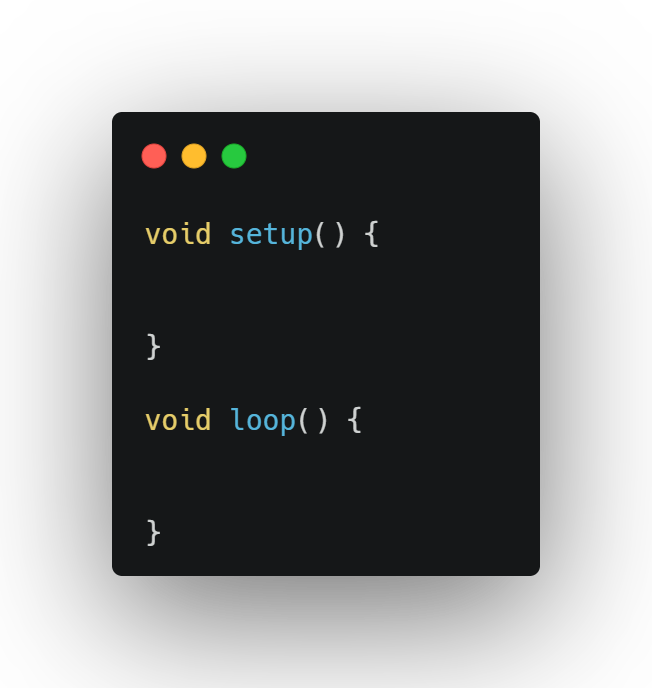 void setup() {
}
void loop() {
}